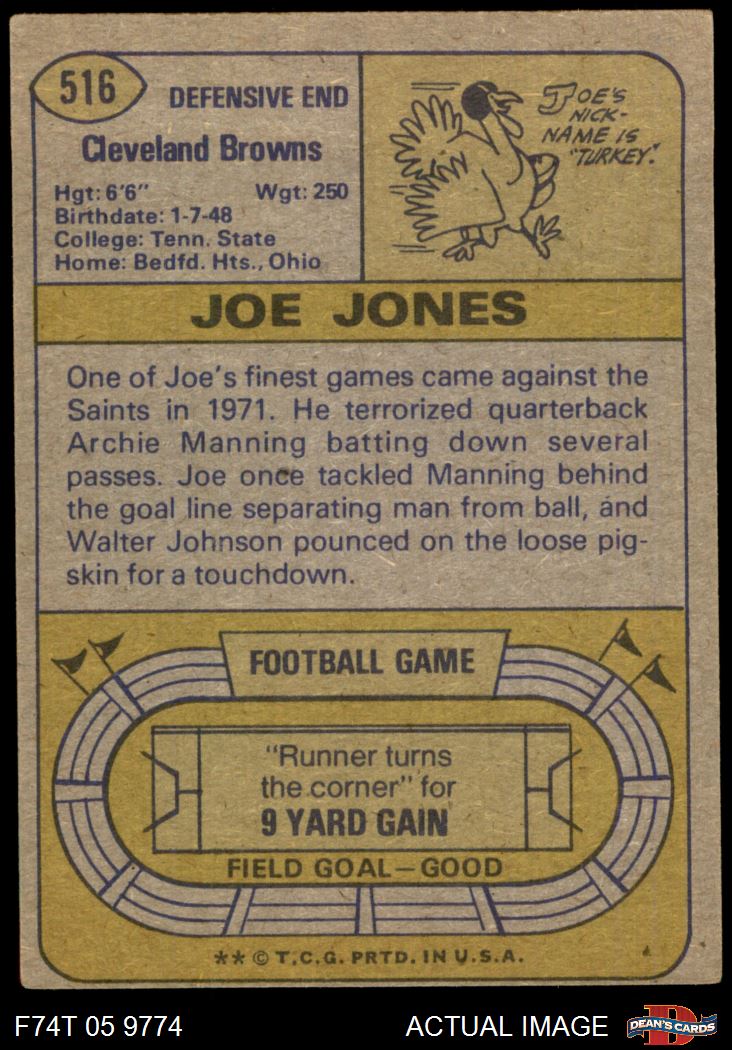 516
DEFENSIVE END
Cleveland Browns
Hgt: 6'6" Wgt: 250
Birthdate: 1-7-48
College: Tenn. State
Home: Bedfd. Hts., Ohio
JOE'S
NICK-
NAME IS
"TURKEY."
JOE JONES
One of Joe's finest games came against the
Saints in 1971. He terrorized quarterback
Archie Manning batting down several
passes. Joe once tackled Manning behind
the goal line separating man from ball, and
Walter Johnson pounced on the loose pig-
skin for a touchdown.
FOOTBALL GAME
"Runner turns
the corner" for
9 YARD GAIN
FIELD GOAL—GOOD
** © T.C.G. PRTD. IN U.S.A.
F74T 05 9774 ACTUAL IMAGE
D
DEAN'S CARDS